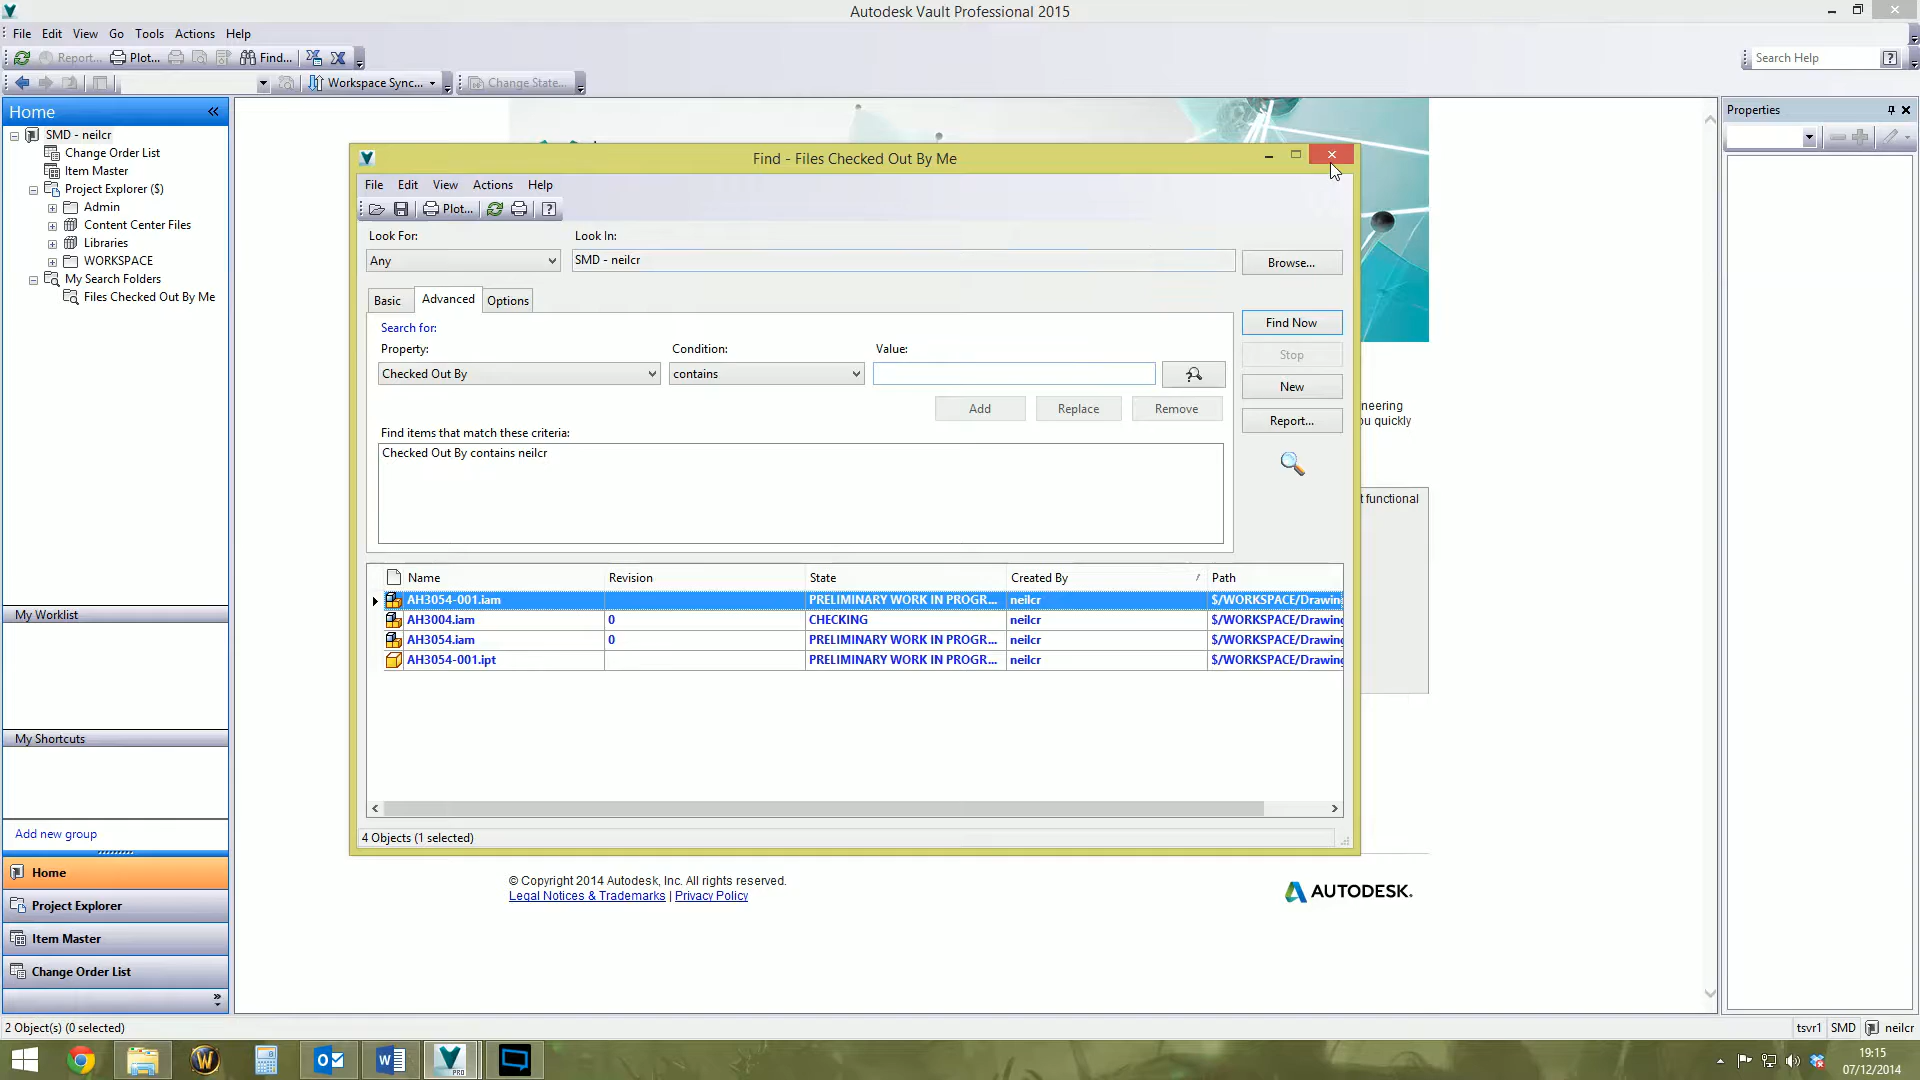 Autodesk Vault Professional 2015
File Edit View Go Tools Actions Help
Report... Plot... Find...
Search Help
Workspace Sync... Change State...
Home
SMD - neilcr
Change Order List
Item Master
Project Explorer ($)
Admin
Content Center Files
Libraries
WORKSPACE
My Search Folders
Files Checked Out By Me
My Worklist
My Shortcuts
Add new group
Home
Project Explorer
Item Master
Change Order List
Find - Files Checked Out By Me
File Edit View Actions Help
Plot...
Look For: Look In:
Any SMD - neilcr Browse...
Basic Advanced Options
Search for:
Property: Condition: Value:
Checked Out By contains
Add Replace Remove
Find items that match these criteria:
Checked Out By contains neilcr
Find Now
Stop
New
Report...
Name Revision State Created By Path
AH3054-001.iam PRELIMINARY WORK IN PROGR... neilcr $/WORKSPACE/Drawing
AH3004.iam 0 CHECKING neilcr $/WORKSPACE/Drawing
AH3054.iam 0 PRELIMINARY WORK IN PROGR... neilcr $/WORKSPACE/Drawing
AH3054-001.ipt PRELIMINARY WORK IN PROGR... neilcr $/WORKSPACE/Drawing
4 Objects (1 selected)
neering
ou quickly
t functional
© Copyright 2014 Autodesk, Inc. All rights reserved.
Legal Notices & Trademarks | Privacy Policy
AUTODESK.
Properties
2 Object(s) (0 selected)
tsvr1 SMD neilcr
PRO
19:15
07/12/2014